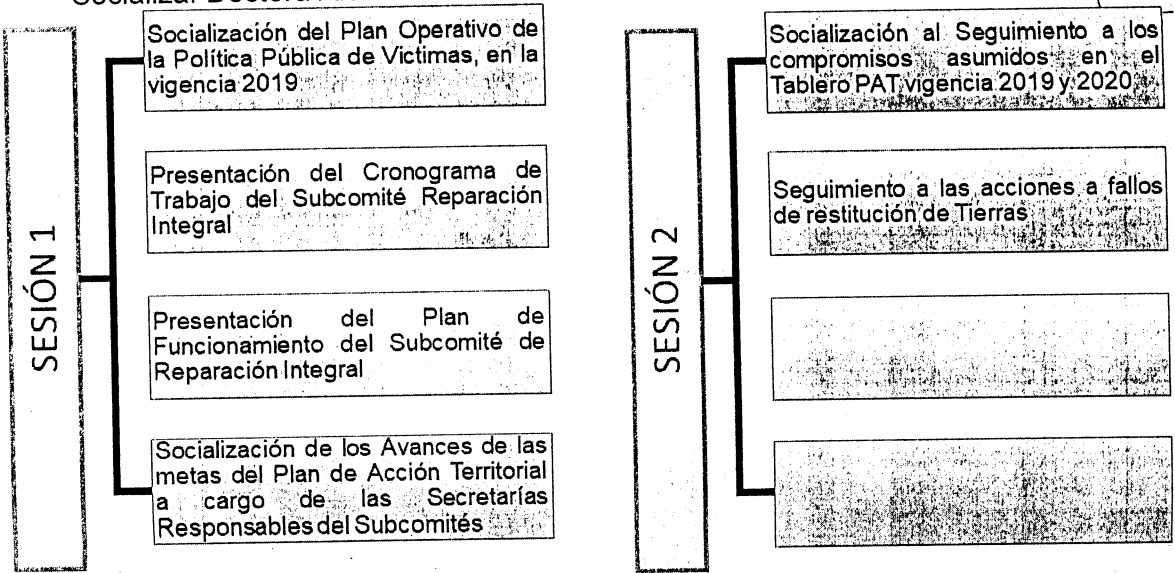 SESIÓN 1
Socialización del Plan Operativo de
la Política Pública de Victimas, en la
vigencia 2019
Presentación del Cronograma de
Trabajo del Subcomité Reparación
Integral
Presentación del Plan de
Funcionamiento del Subcomité de
Reparación Integral
Socialización de los Avances de las
metas del Plan de Acción Territorial
a cargo de las Secretarías
Responsables del Subcomités
SESIÓN 2
Socialización al Seguimiento a los
compromisos asumidos en el
Tablero PAT vigencia 2019 y 2020
Seguimiento a las acciones a fallos
de restitución de Tierras